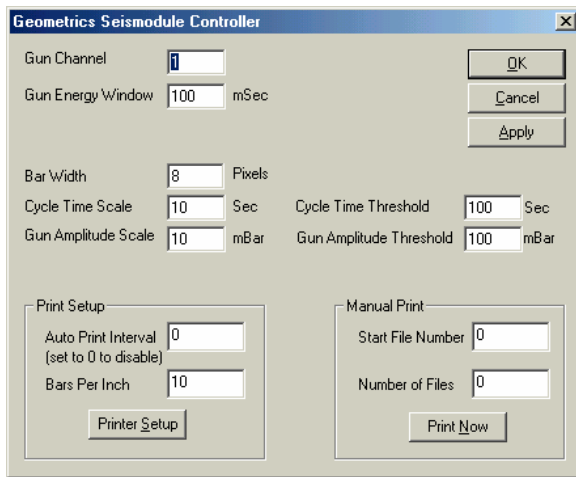 Geometrics Seismodule Controller
Gun Channel 1
OK
Gun Energy Window 100 mSec
Cancel
Apply
Bar Width 8 Pixels
Cycle Time Scale 10 Sec Cycle Time Threshold 100 Sec
Gun Amplitude Scale 10 mBar Gun Amplitude Threshold 100 mBar
Print Setup
Auto Print Interval 0
(set to 0 to disable)
Bars Per Inch 10
Printer Setup
Manual Print
Start File Number 0
Number of Files 0
Print Now